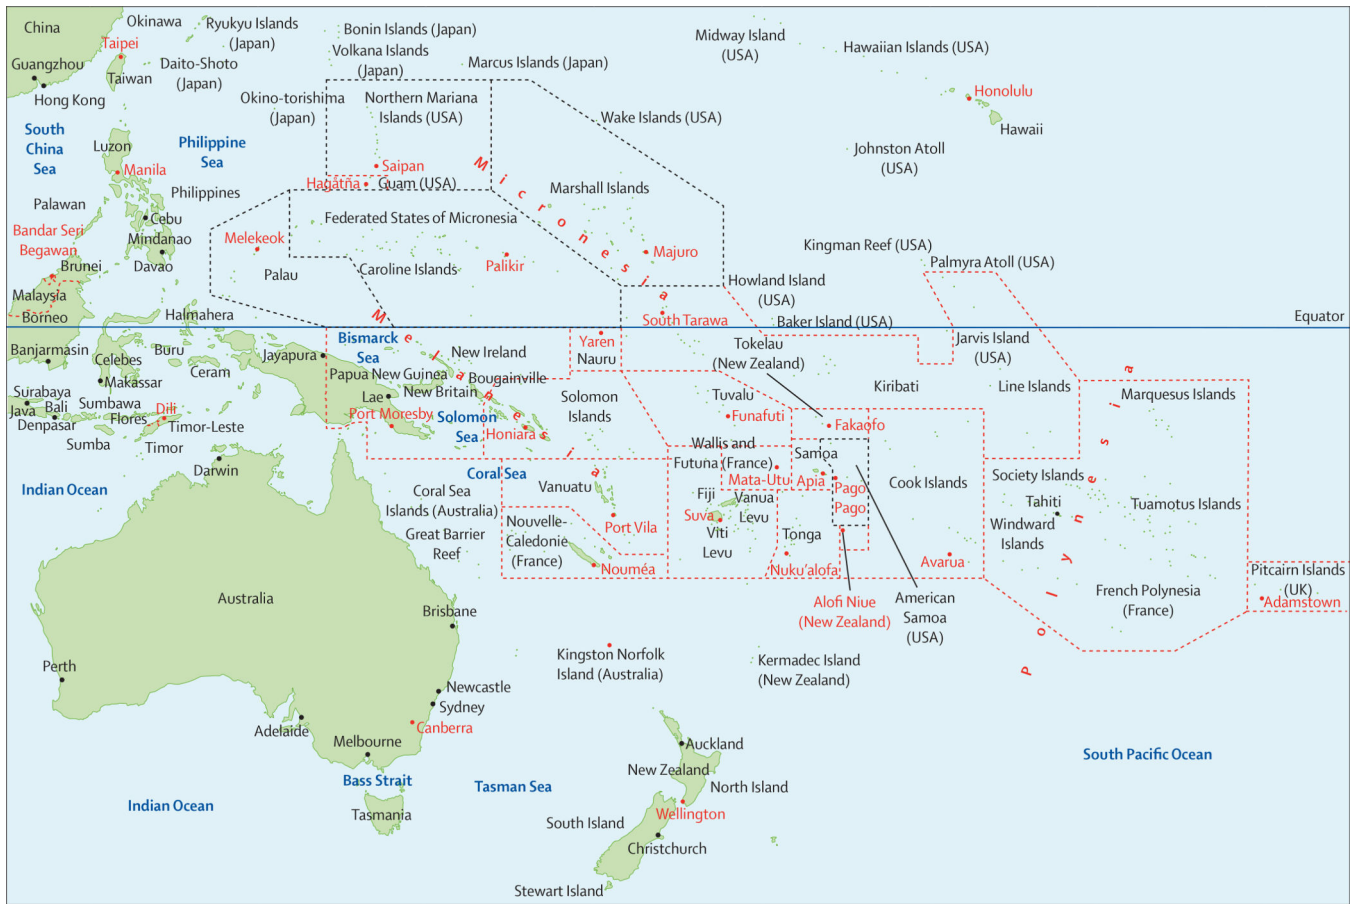 China
Okinawa
Ryukyu Islands
(Japan)
Bonin Islands (Japan)
Midway Island
(USA)
Hawaiian Islands (USA)
Taipei
Volkana Islands
(Japan)
Guangzhou
Taiwan
Daito-Shoto
(Japan)
Marcus Islands (Japan)
Hong Kong
Okino-torishima
(Japan)
Northern Mariana
Islands (USA)
Wake Islands (USA)
Honolulu
Hawaii
South
China
Sea
Luzon
Philippine
Sea
Johnston Atoll
(USA)
Manila
Saipan
Micronesia
Hagåtña
Guam (USA)
Marshall Islands
Philippines
Palawan
Cebu
Federated States of Micronesia
Bandar Seri
Begawan
Mindanao
Melekeok
Kingman Reef (USA)
Brunei
Davao
Palau
Caroline Islands
Palikir
Majuro
Palmyra Atoll (USA)
Howland Island
(USA)
Malaysia
Borneo
Halmahera
Melanesia
South Tarawa
Baker Island (USA)
Equator
Banjarmasin
Celebes
Buru
Ceram
Jayapura
Bismarck
Sea
New Ireland
Yaren
Nauru
Tokelau
(New Zealand)
Jarvis Island
(USA)
Makassar
Papua New Guinea
Bougainville
Kiribati
Line Islands
Polynesia
Marquesus Islands
Surabaya
Java
Bali
Sumbawa
Lae
New Britain
Solomon
Islands
Tuvalu
Denpasar
Flores
Dili
Timor-Leste
Port Moresby
Solomon
Sea
Honiara
Funafuti
Fakaofo
Sumba
Timor
Wallis and
Futuna (France)
Samoa
Darwin
Coral Sea
Mata-Utu
Apia
Pago
Pago
Cook Islands
Society Islands
Indian Ocean
Coral Sea
Islands (Australia)
Vanuatu
Fiji
Vanua
Levu
Tahiti
Tuamotus Islands
Great Barrier
Reef
Nouvelle-
Caledonie
(France)
Port Vila
Suva
Viti
Levu
Tonga
Windward
Islands
Nouméa
Nuku’alofa
Avarua
Pitcairn Islands
(UK)
Adamstown
Australia
Brisbane
Alofi Niue
(New Zealand)
American
Samoa
(USA)
French Polynesia
(France)
Perth
Kingston Norfolk
Island (Australia)
Kermadec Island
(New Zealand)
Newcastle
Sydney
Adelaide
Canberra
Melbourne
Auckland
Bass Strait
Tasman Sea
New Zealand
North Island
South Pacific Ocean
Indian Ocean
Tasmania
South Island
Wellington
Christchurch
Stewart Island